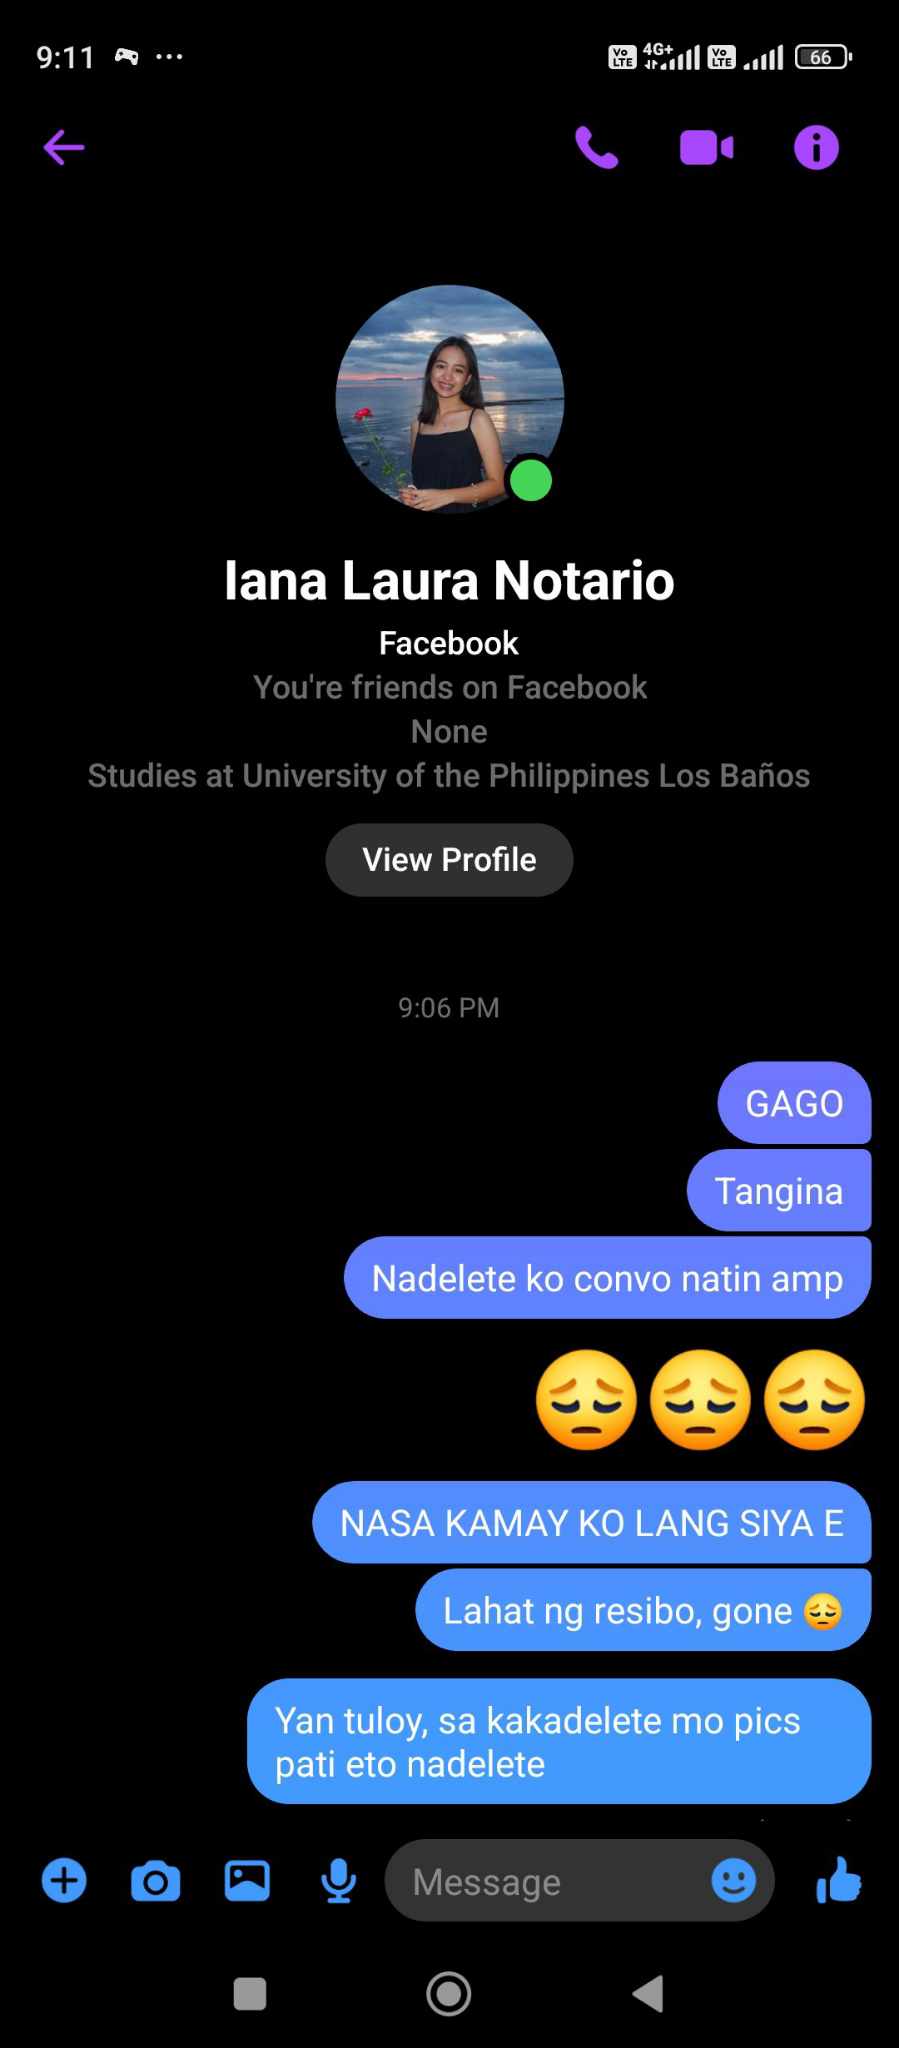 9:11
Vo LTE 4G+ Vo LTE 66
Iana Laura Notario
Facebook
You're friends on Facebook
None
Studies at University of the Philippines Los Baños
View Profile
9:06 PM
GAGO
Tangina
Nadelete ko convo natin amp
😔😔😔
NASA KAMAY KO LANG SIYA E
Lahat ng resibo, gone 😔
Yan tuloy, sa kakadelete mo pics
pati eto nadelete
Message